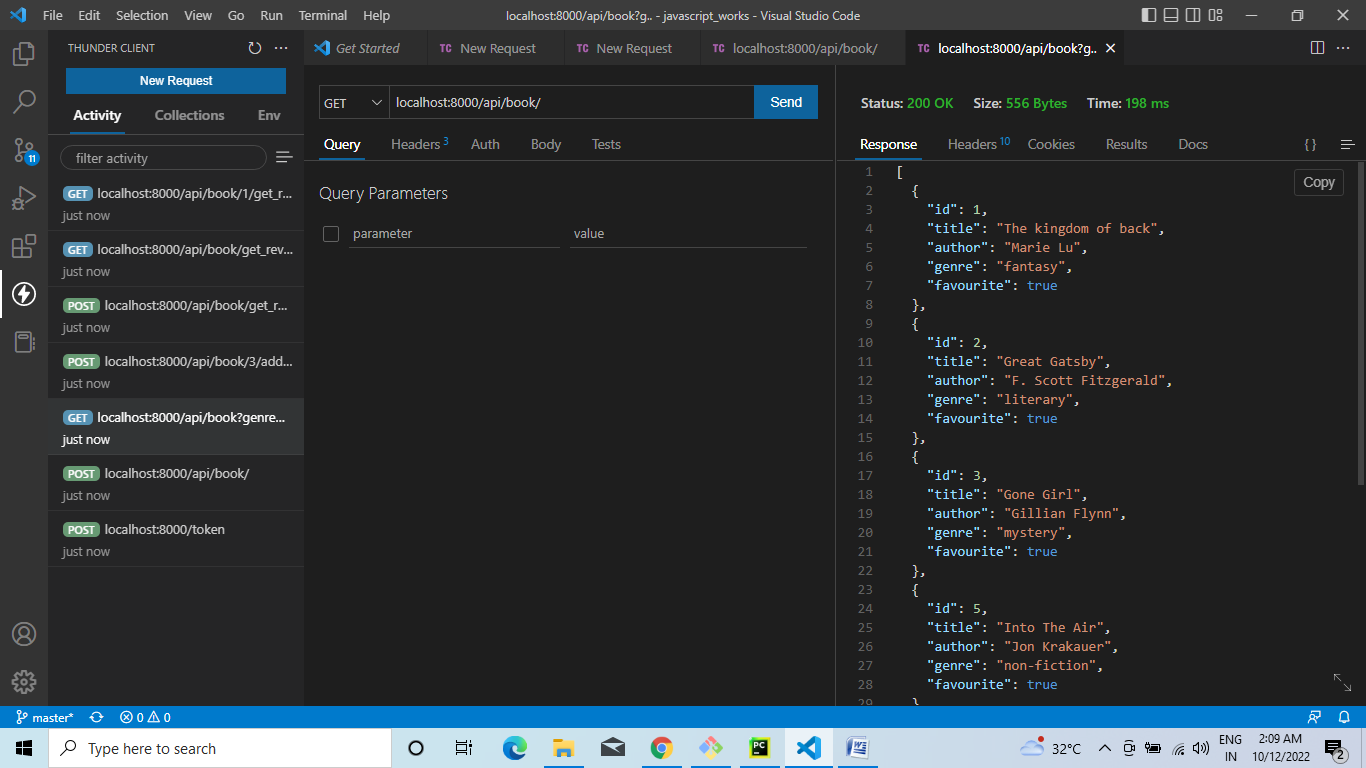 File Edit Selection View Go Run Terminal Help localhost:8000/api/book?g.. - javascript_works - Visual Studio Code
THUNDER CLIENT
New Request
Activity Collections Env
filter activity
GET localhost:8000/api/book/1/get_r...
just now
GET localhost:8000/api/book/get_rev...
just now
POST localhost:8000/api/book/get_r...
just now
POST localhost:8000/api/book/3/add...
just now
GET localhost:8000/api/book?genre...
just now
POST localhost:8000/api/book/
just now
POST localhost:8000/token
just now
11
Get Started TC New Request TC New Request TC localhost:8000/api/book/ TC localhost:8000/api/book?g..
GET localhost:8000/api/book/ Send
Query Headers 3 Auth Body Tests
Query Parameters
parameter value
Status: 200 OK Size: 556 Bytes Time: 198 ms
Response Headers 10 Cookies Results Docs { }
Copy
1 [
2 {
3 "id": 1,
4 "title": "The kingdom of back",
5 "author": "Marie Lu",
6 "genre": "fantasy",
7 "favourite": true
8 },
9 {
10 "id": 2,
11 "title": "Great Gatsby",
12 "author": "F. Scott Fitzgerald",
13 "genre": "literary",
14 "favourite": true
15 },
16 {
17 "id": 3,
18 "title": "Gone Girl",
19 "author": "Gillian Flynn",
20 "genre": "mystery",
21 "favourite": true
22 },
23 {
24 "id": 5,
25 "title": "Into The Air",
26 "author": "Jon Krakauer",
27 "genre": "non-fiction",
28 "favourite": true
29 }
master* 0 0
Type here to search
PC
32°C
ENG
IN
2:09 AM
10/12/2022
2